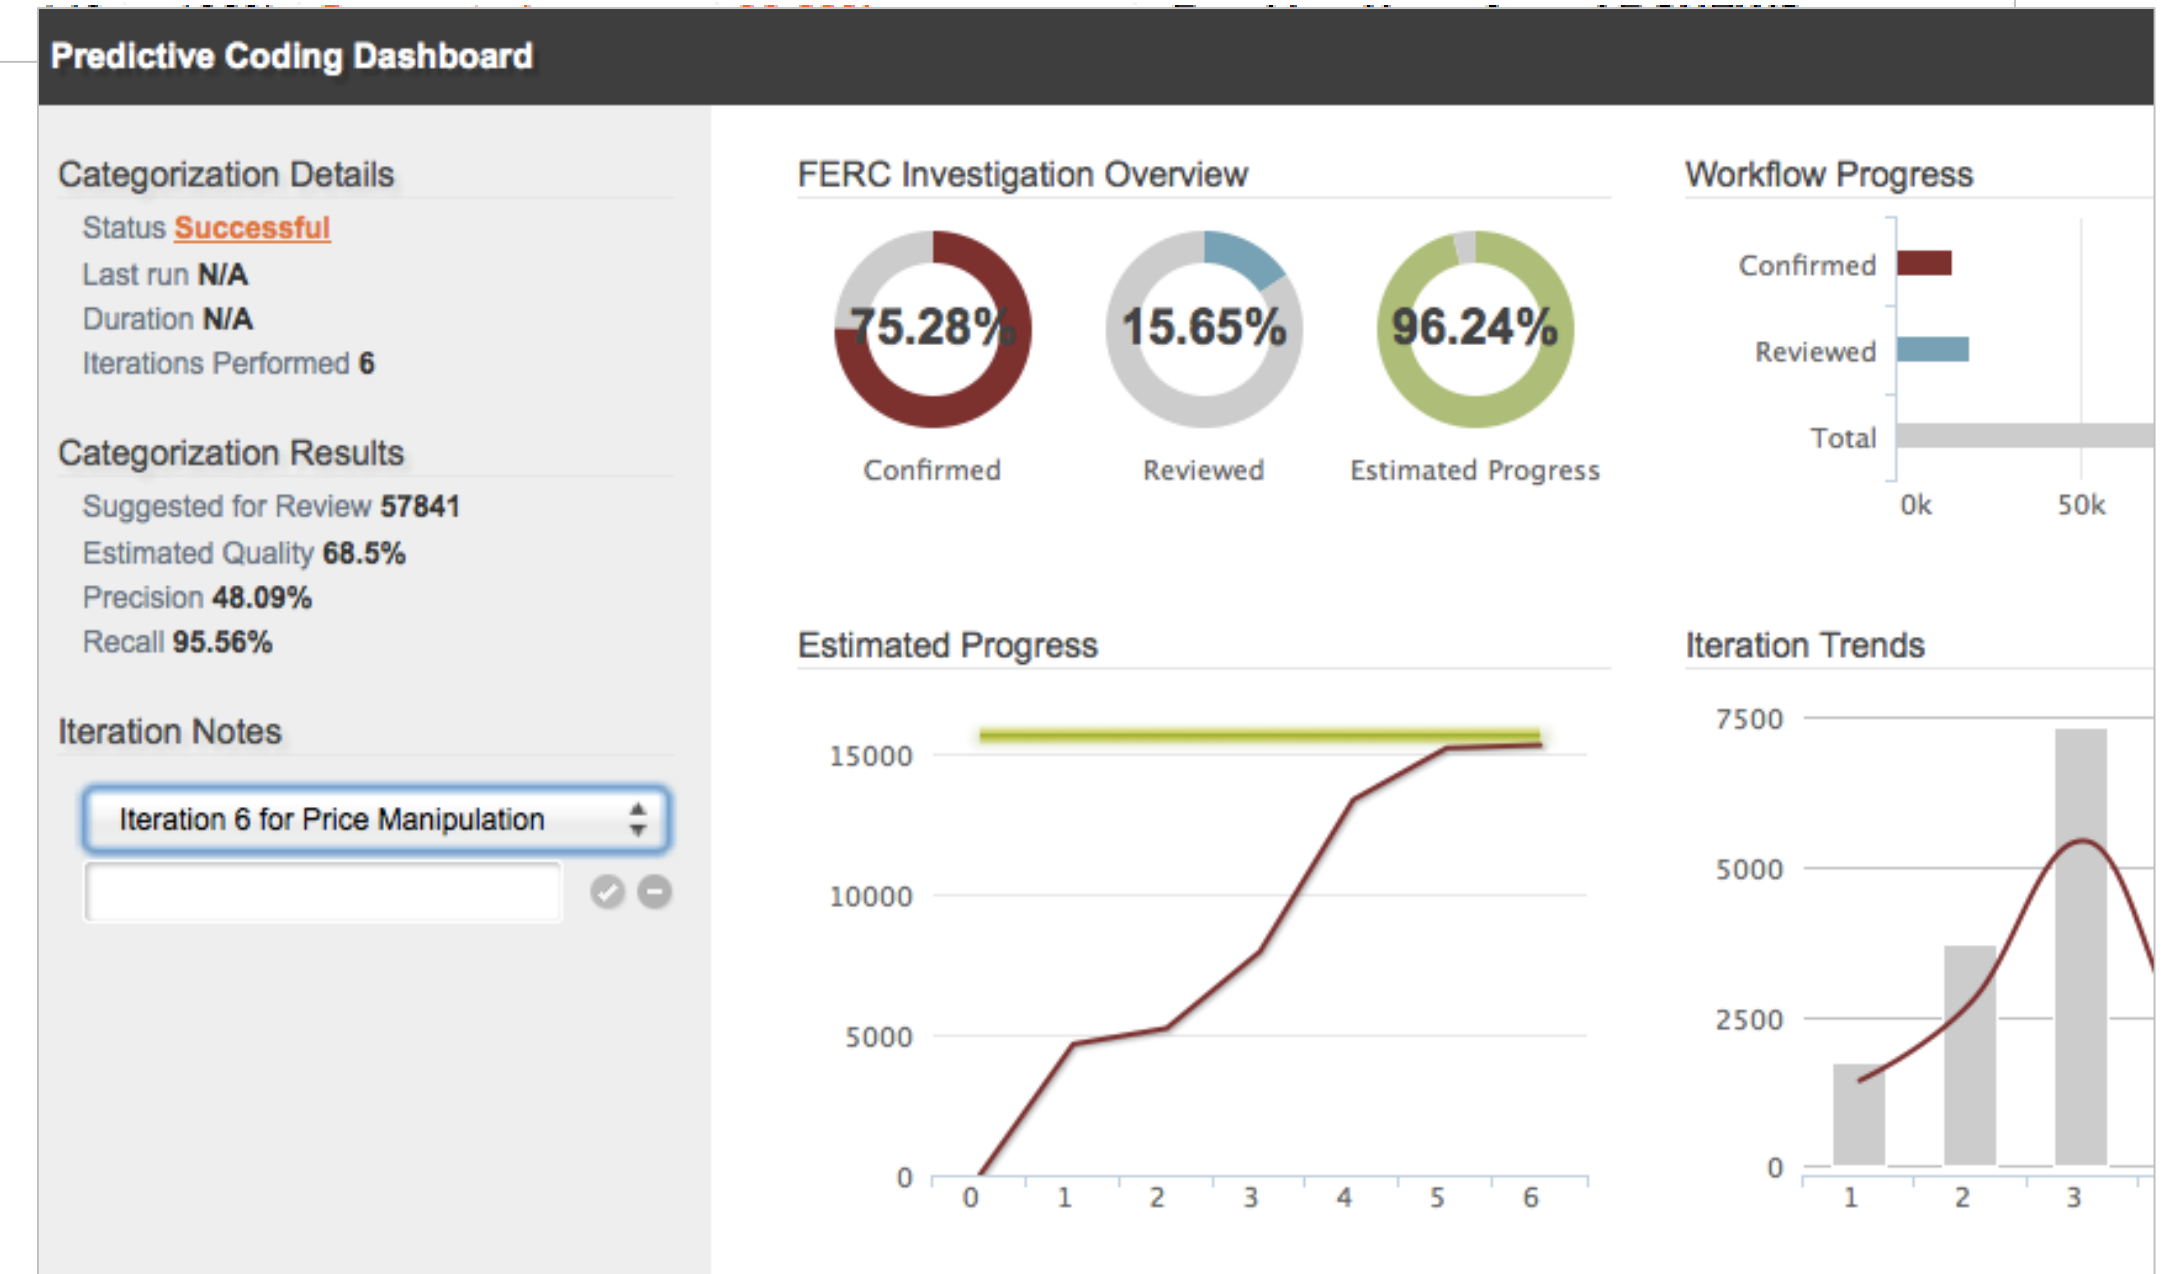 Predictive Coding Dashboard
Categorization Details
Status Successful
Last run N/A
Duration N/A
Iterations Performed 6
Categorization Results
Suggested for Review 57841
Estimated Quality 68.5%
Precision 48.09%
Recall 95.56%
Iteration Notes
Iteration 6 for Price Manipulation
FERC Investigation Overview
75.28% 15.65% 96.24%
Confirmed Reviewed Estimated Progress
Workflow Progress
Confirmed
Reviewed
Total
0k 50k
Estimated Progress
15000
10000
5000
0
0 1 2 3 4 5 6
Iteration Trends
7500
5000
2500
0
1 2 3